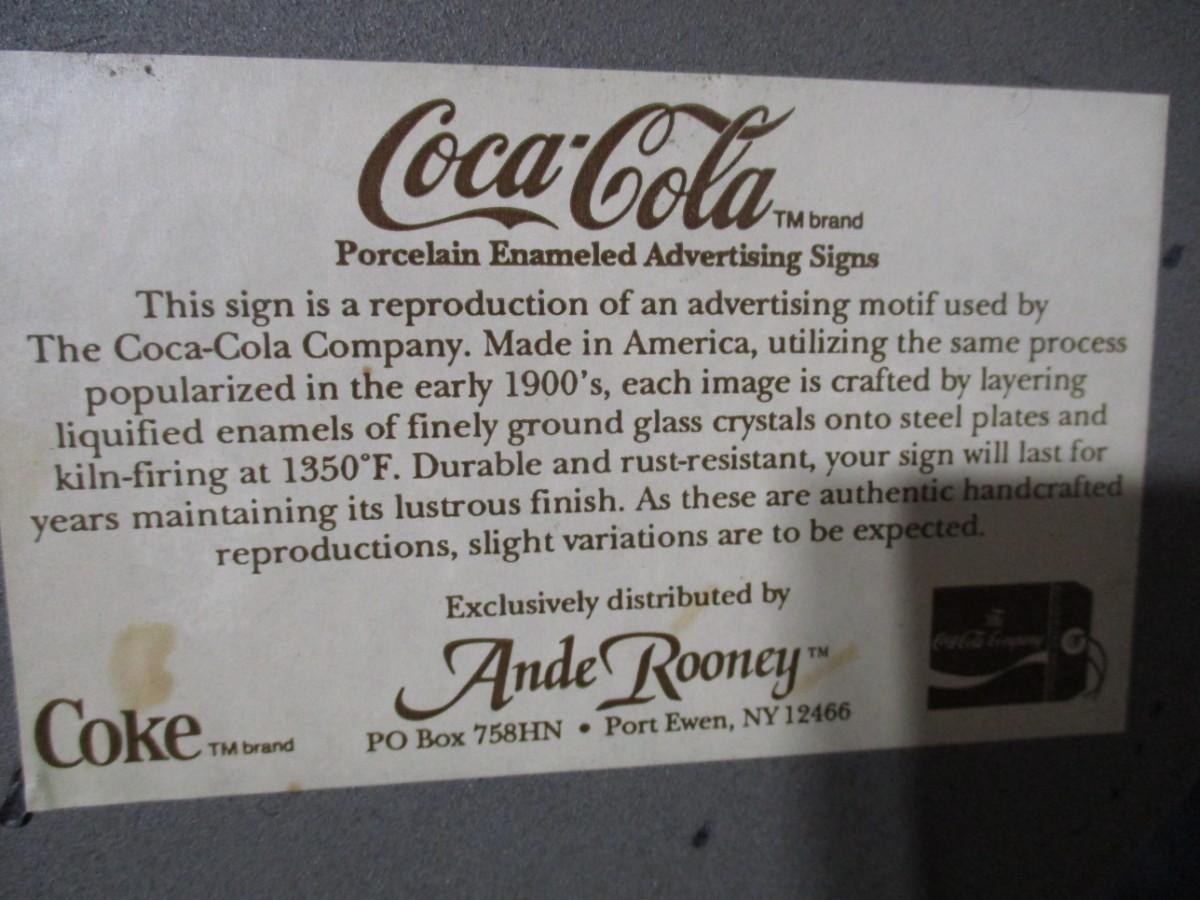 Coca-Cola TM brand
Porcelain Enameled Advertising Signs
This sign is a reproduction of an advertising motif used by
The Coca-Cola Company. Made in America, utilizing the same process
popularized in the early 1900's, each image is crafted by layering
liquified enamels of finely ground glass crystals onto steel plates and
kiln-firing at 1350°F. Durable and rust-resistant, your sign will last for
years maintaining its lustrous finish. As these are authentic handcrafted
reproductions, slight variations are to be expected.
Exclusively distributed by
Ande Rooney™
PO Box 758HN • Port Ewen, NY 12466
Coke TM brand
The
Coca-Cola Company